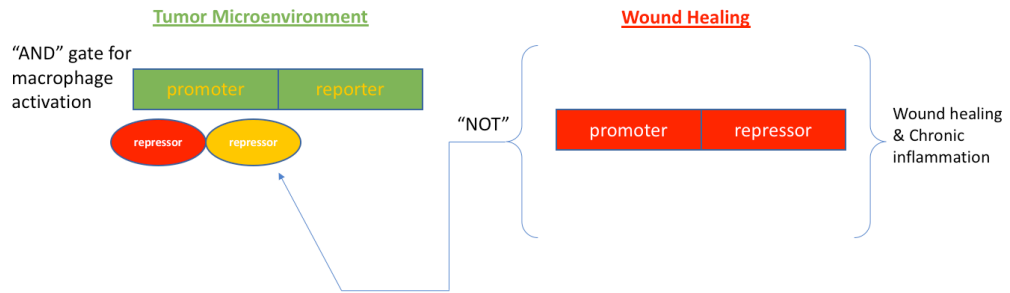 Tumor Microenvironment
Wound Healing
“AND” gate for
macrophage
activation
promoter
reporter
repressor
repressor
“NOT”
promoter
repressor
Wound healing
& Chronic
inflammation